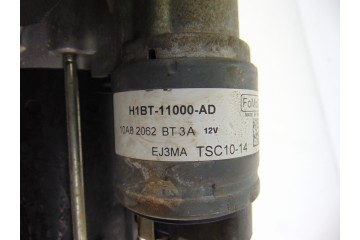 H1BT-11000-AD
10A8 2062 BT 3A 12V
EJ3MA TSC10-14